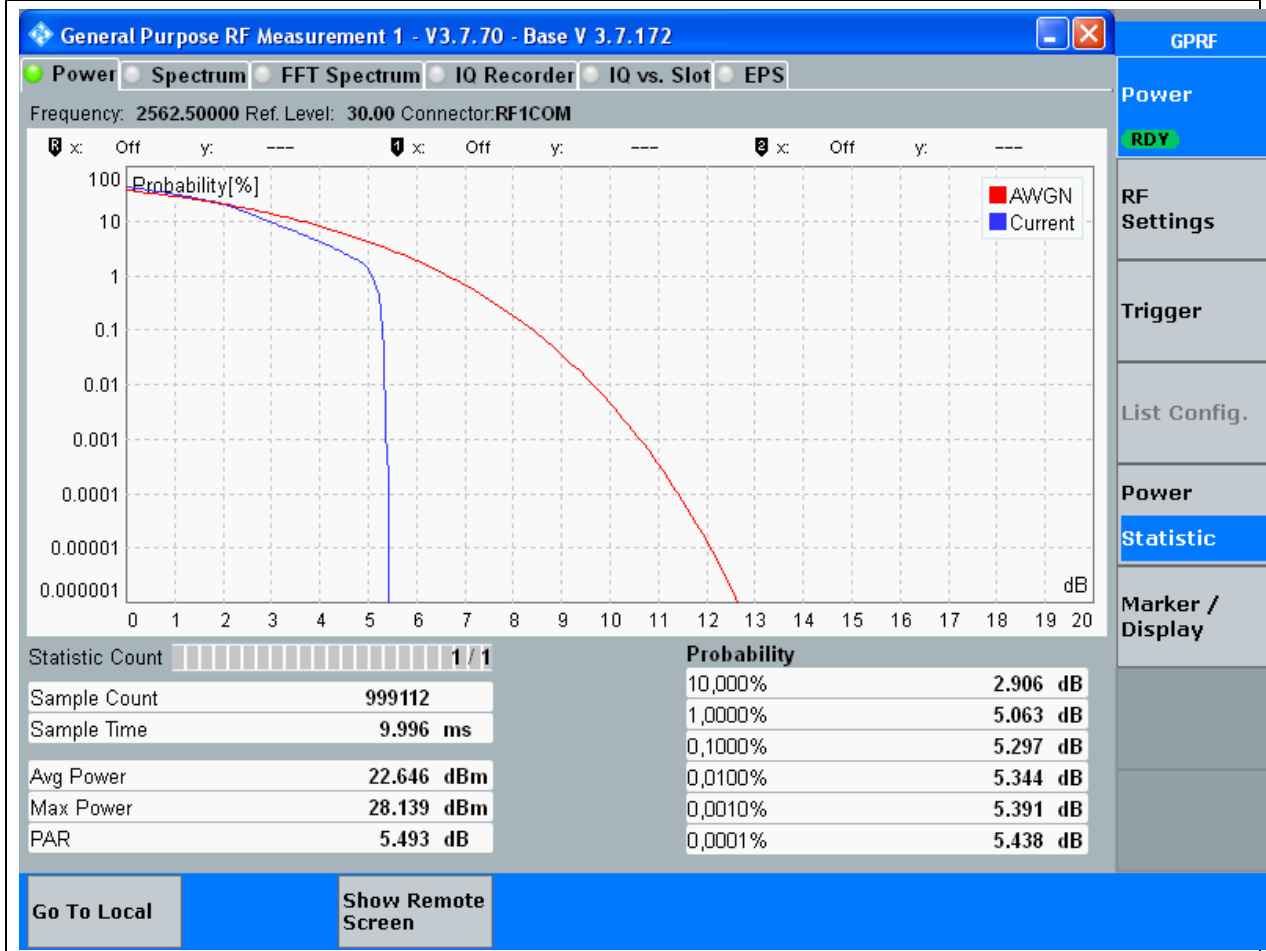 General Purpose RF Measurement 1 - V3.7.70 - Base V 3.7.172
GPRF
Power Spectrum FFT Spectrum IQ Recorder IQ vs. Slot EPS
Frequency: 2562.50000 Ref. Level: 30.00 Connector:RF1COM
R x: Off y: --- 1 x: Off y: --- 2 x: Off y: ---
Probability[%]
AWGN
Current
100
10
1
0.1
0.01
0.001
0.0001
0.00001
0.000001
dB
0 1 2 3 4 5 6 7 8 9 10 11 12 13 14 15 16 17 18 19 20
Statistic Count 1 / 1
Sample Count 999112
Sample Time 9.996 ms
Avg Power 22.646 dBm
Max Power 28.139 dBm
PAR 5.493 dB
Probability
10,000% 2.906 dB
1,0000% 5.063 dB
0,1000% 5.297 dB
0,0100% 5.344 dB
0,0010% 5.391 dB
0,0001% 5.438 dB
Power
RDY
RF
Settings
Trigger
List Config.
Power
Statistic
Marker /
Display
Go To Local
Show Remote
Screen